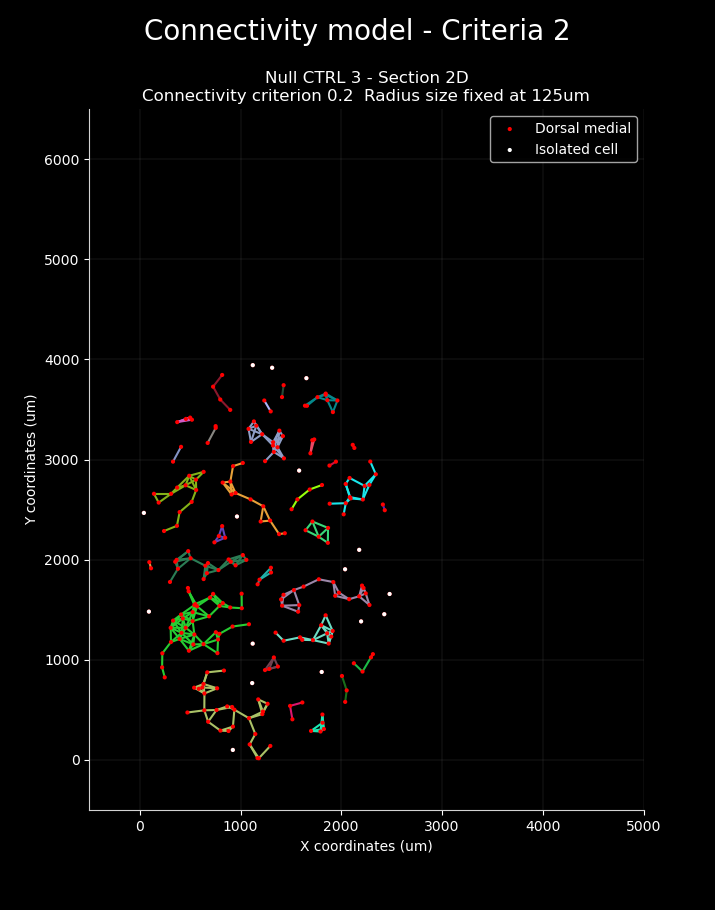 Connectivity model - Criteria 2
Null CTRL 3 - Section 2D
Connectivity criterion 0.2  Radius size fixed at 125um
Dorsal medial
Isolated cell
6000
5000
4000
3000
2000
1000
0
Y coordinates (um)
0
1000
2000
3000
4000
5000
X coordinates (um)